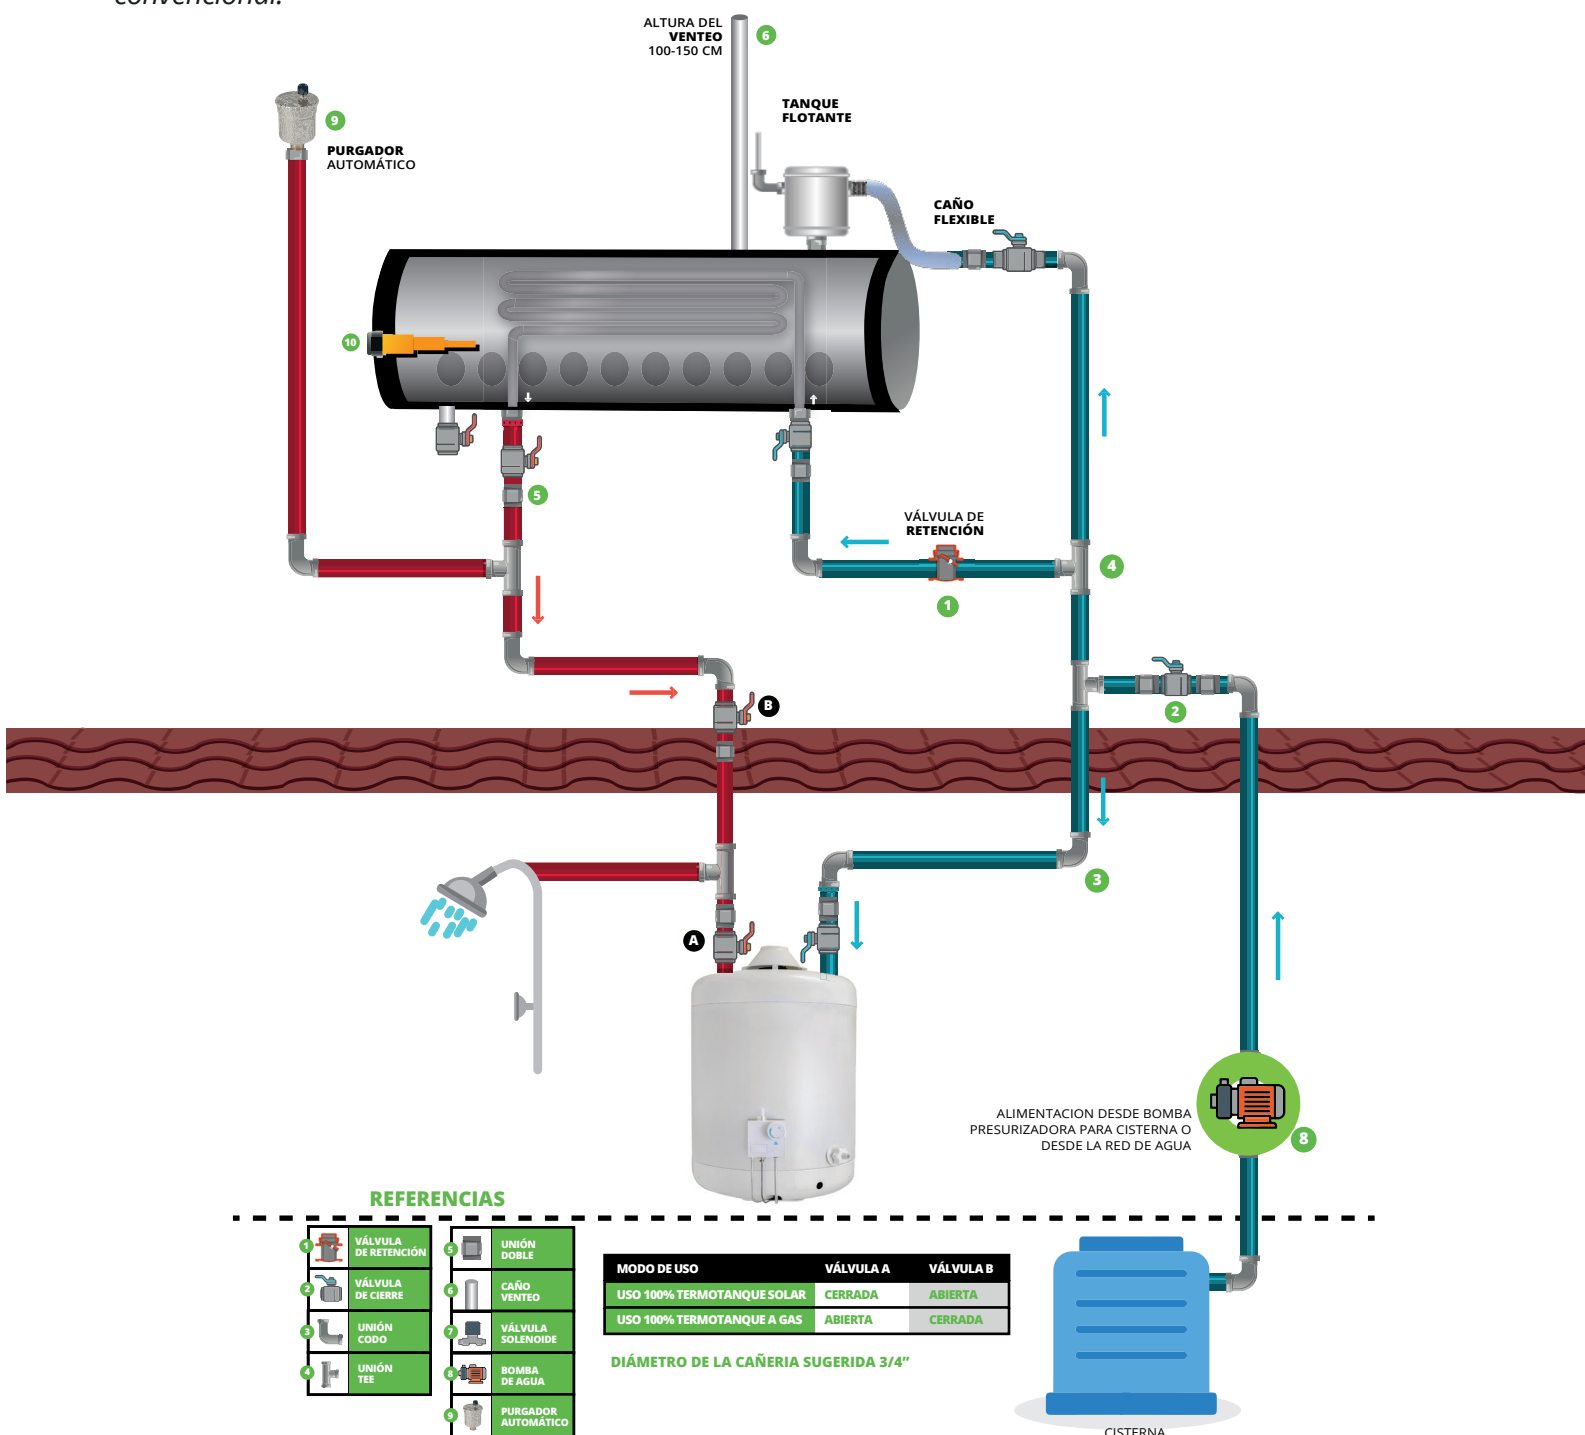 convencional.
ALTURA DEL
VENTEO
100-150 CM
6
TANQUE
FLOTANTE
9
PURGADOR
AUTOMÁTICO
CAÑO
FLEXIBLE
10
5
VÁLVULA DE
RETENCIÓN
1
4
B
2
3
A
ALIMENTACION DESDE BOMBA
PRESURIZADORA PARA CISTERNA O
DESDE LA RED DE AGUA
8
REFERENCIAS
1 VÁLVULA
DE RETENCIÓN
2 VÁLVULA
DE CIERRE
3 UNIÓN
CODO
4 UNIÓN
TEE
5 UNIÓN
DOBLE
6 CAÑO
VENTEO
7 VÁLVULA
SOLENOIDE
8 BOMBA
DE AGUA
9 PURGADOR
AUTOMÁTICO
MODO DE USO VÁLVULA A VÁLVULA B
USO 100% TERMOTANQUE SOLAR CERRADA ABIERTA
USO 100% TERMOTANQUE A GAS ABIERTA CERRADA
DIÁMETRO DE LA CAÑERIA SUGERIDA 3/4”
CISTERNA